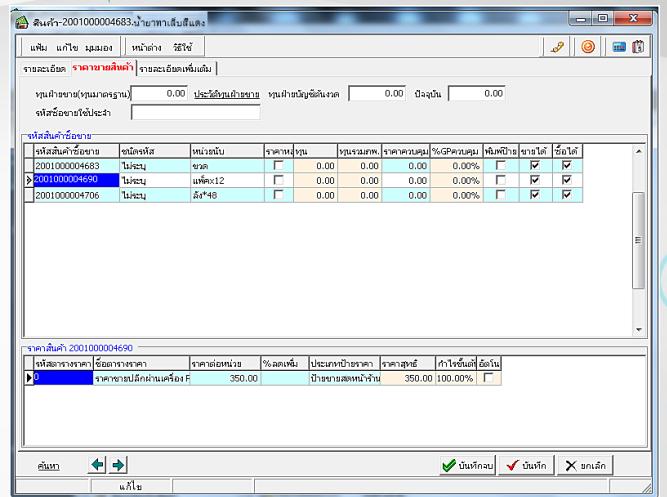 สินค้า-2001000004683.น้ำยาทาเล็บสีแดง
แฟ้ม แก้ไข มุมมอง หน้าต่าง วิธีใช้
รายละเอียด ราคาขายสินค้า รายละเอียดเพิ่มเติม
ทุนฝ่ายขาย(ทุนมาตรฐาน) 0.00 ประวัติทุนฝ่ายขาย ทุนฝ่ายบัญชีต้นงวด 0.00 ปัจจุบัน 0.00
รหัสซื้อขายใช้ประจำ
รหัสสินค้าซื้อขาย
รหัสสินค้าซื้อขาย ชนิดรหัส หน่วยนับ ราคาหน ทุน ทุนรวมภพ. ราคาควบคุม %GPควบคุม พิมพ์ป้าย ขายได้ ซื้อได้
2001000004683 ไม่ระบุ ขวด 0.00 0.00 0.00 0.00%
2001000004690 ไม่ระบุ แพ็คx12 0.00 0.00 0.00 0.00%
2001000004706 ไม่ระบุ ลัง*48 0.00 0.00 0.00 0.00%
ราคาสินค้า 2001000004690
รหัสตารางราคา ชื่อตารางราคา ราคาต่อหน่วย %ลดเพิ่ม ประเภทป้ายราคา ราคาสุทธิ์ กำไรขั้นต้ อัตโน
0 ราคาขายปลีกผ่านเครื่อง F 350.00 ป้ายขายสดหน้าร้าน 350.00 100.00%
ค้นหา บันทึกจบ บันทึก ยกเลิก
แก้ไข